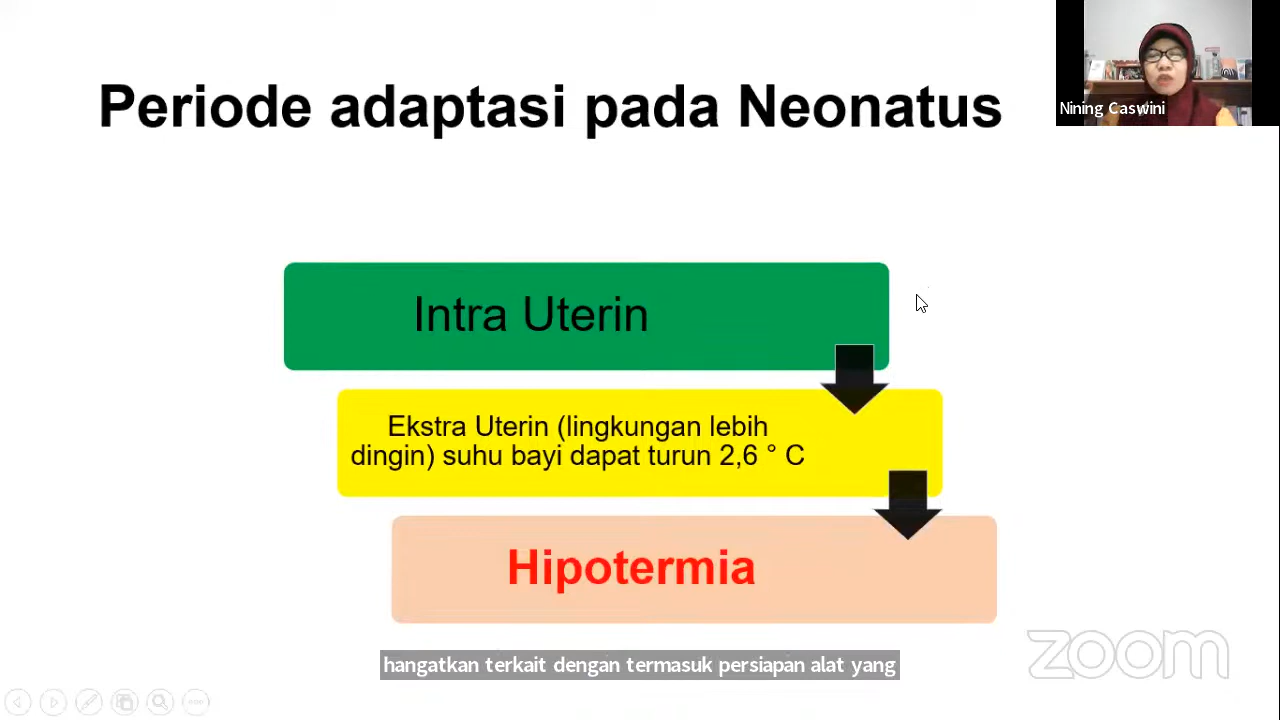 Periode adaptasi pada Neonatus
Nining Caswini
Intra Uterin
Ekstra Uterin (lingkungan lebih
dingin) suhu bayi dapat turun 2,6 ° C
Hipotermia
hangatkan terkait dengan termasuk persiapan alat yang
zoom